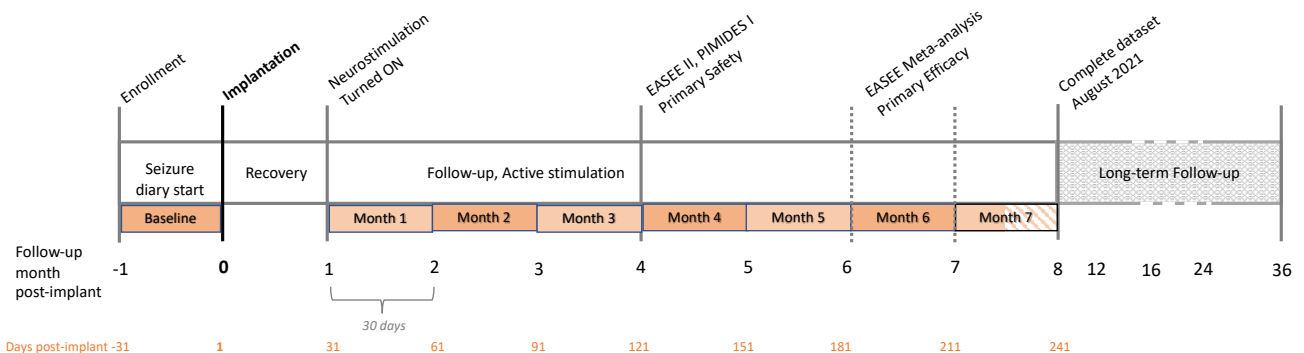 Enrollment
Implantation
Neurostimulation
Turned ON
EASEE II, PIMIDES I
Primary Safety
EASEE Meta-analysis
Primary Efficacy
Complete dataset
August 2021
Seizure
diary start
Recovery
Follow-up, Active stimulation
Long-term Follow-up
Baseline
Month 1
Month 2
Month 3
Month 4
Month 5
Month 6
Month 7
Follow-up
month
post-implant
-1 0 1 2 3 4 5 6 7 8 12 16 24 36
30 days
Days post-implant -31 1 31 61 91 121 151 181 211 241